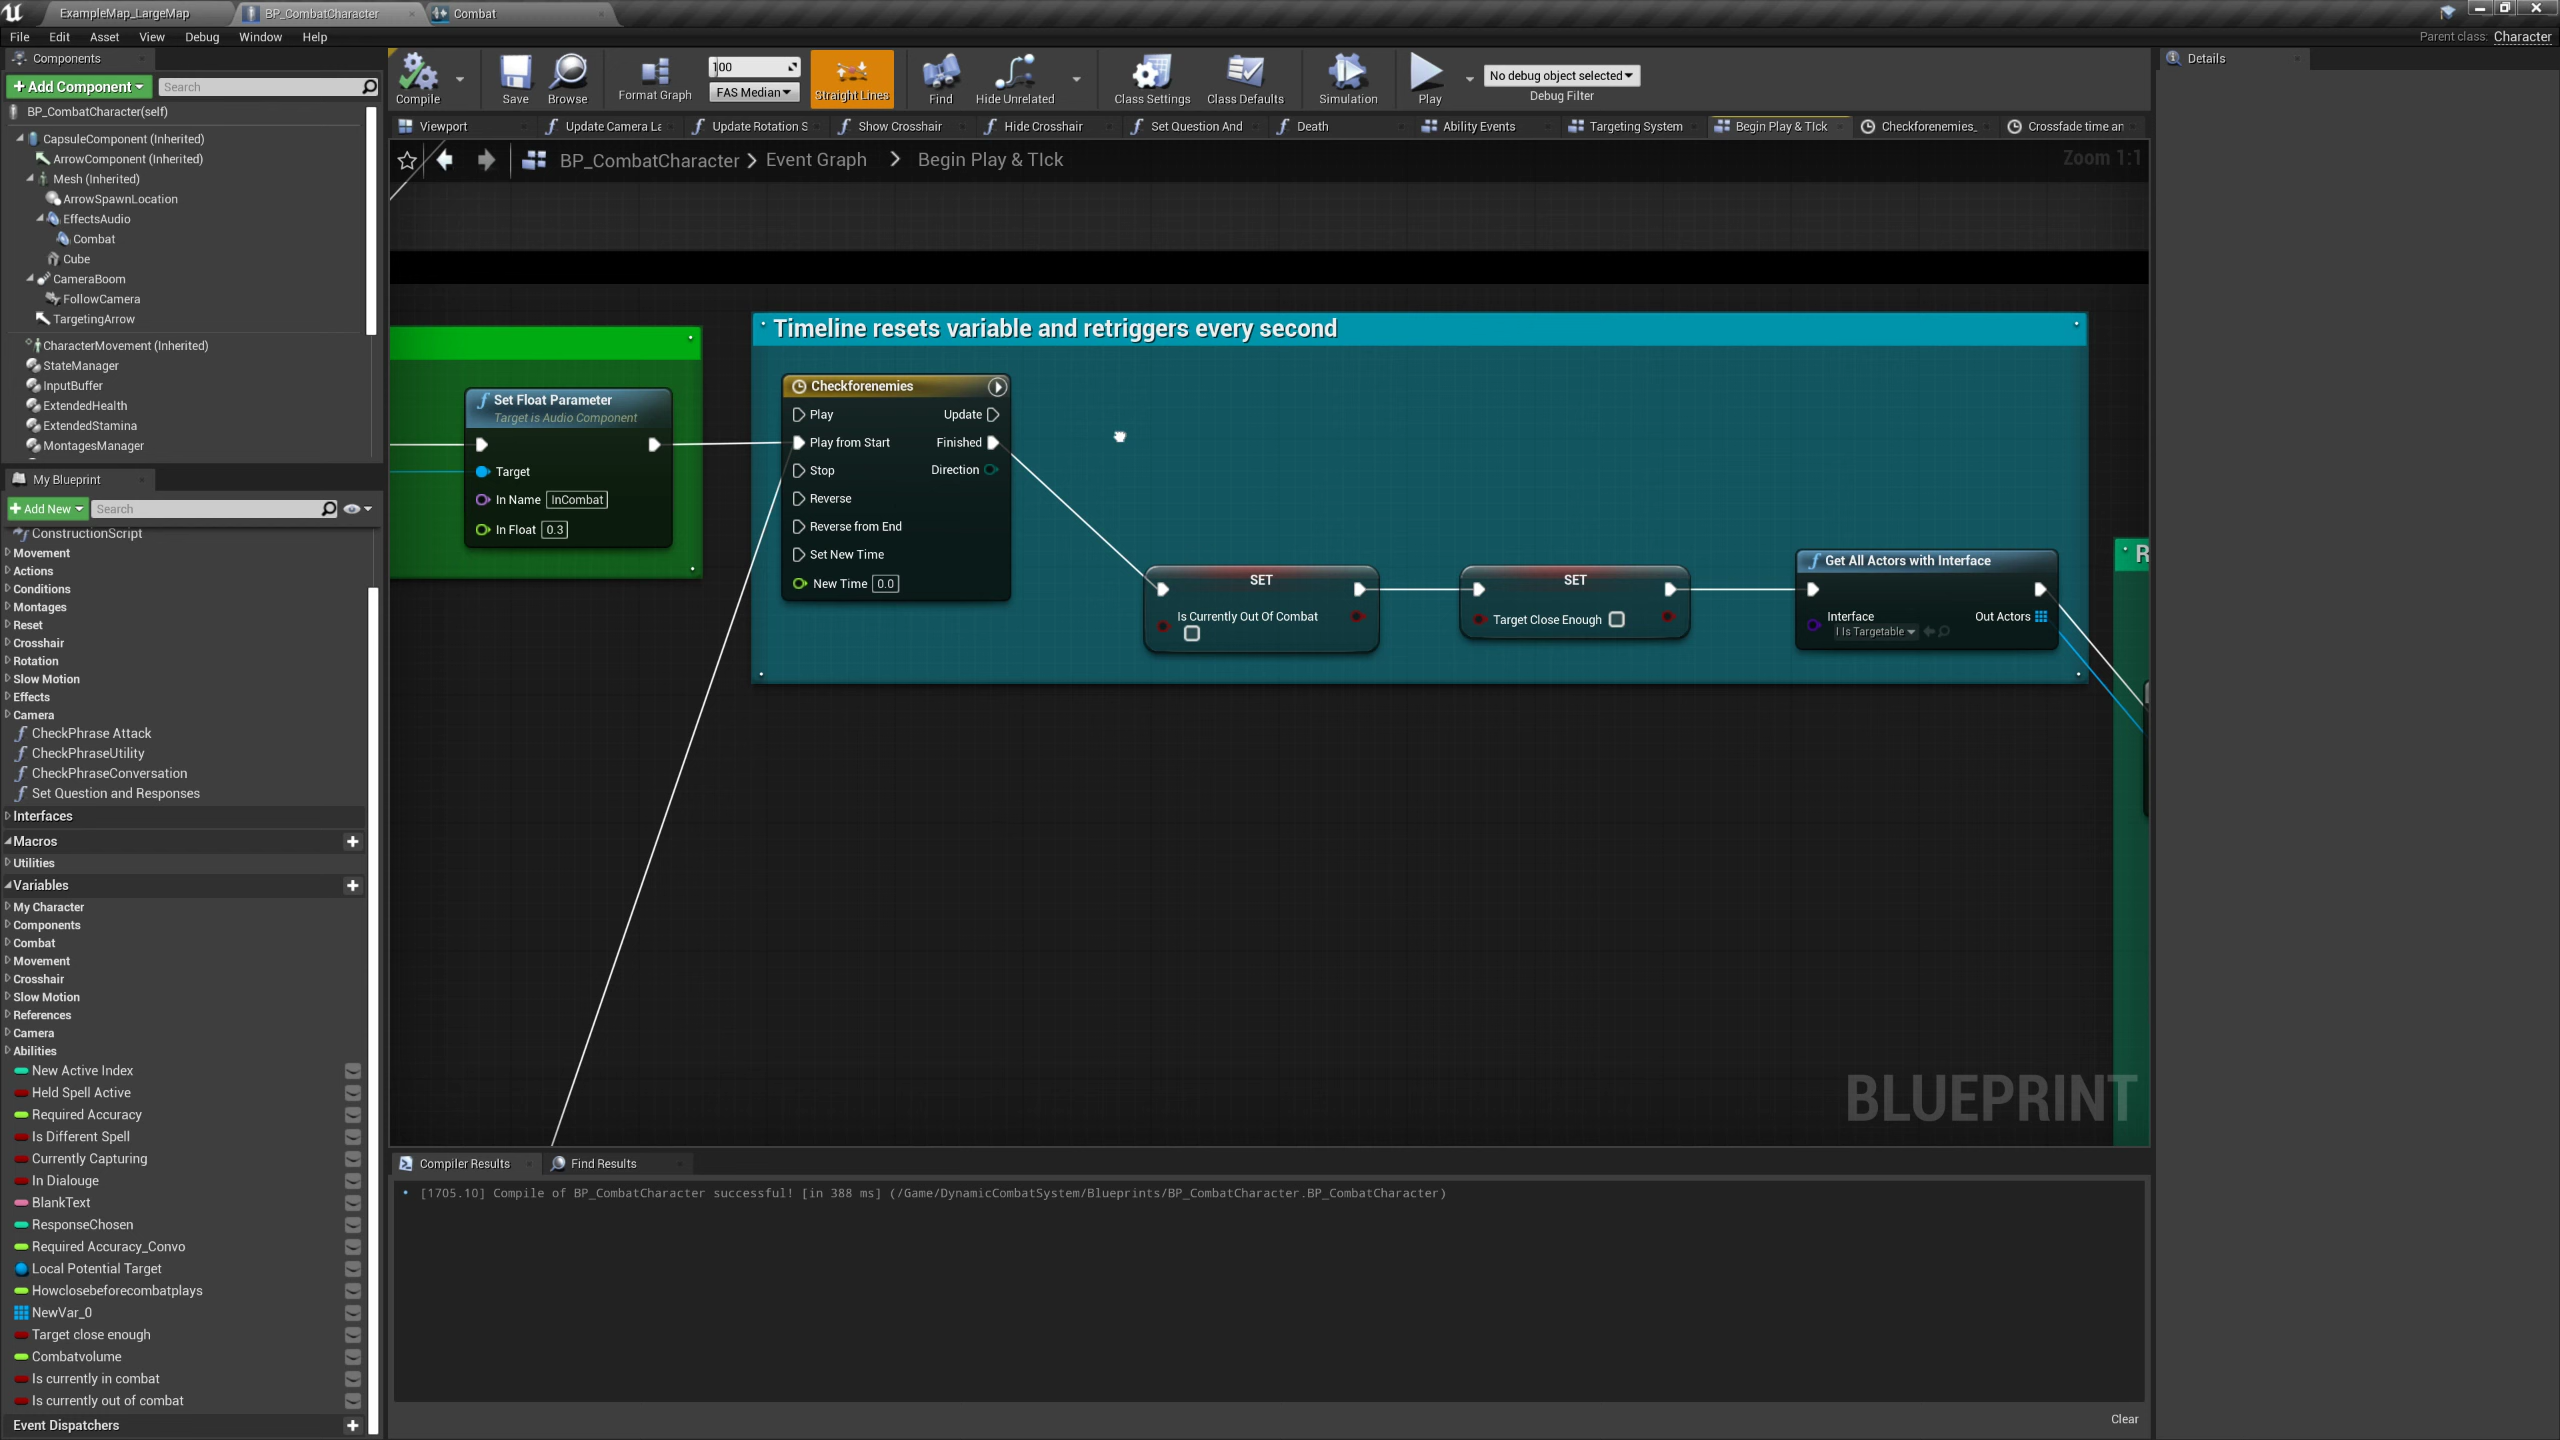 ExampleMap_LargeMap
BP_CombatCharacter
Combat
File Edit Asset View Debug Window Help
Parent class: Character
Components
Add Component
Search
BP_CombatCharacter(self)
CapsuleComponent (Inherited)
ArrowComponent (Inherited)
Mesh (Inherited)
ArrowSpawnLocation
EffectsAudio
Combat
Cube
CameraBoom
FollowCamera
TargetingArrow
CharacterMovement (Inherited)
StateManager
InputBuffer
ExtendedHealth
ExtendedStamina
MontagesManager
My Blueprint
Add New
Search
ConstructionScript
Movement
Actions
Conditions
Montages
Reset
Crosshair
Rotation
Slow Motion
Effects
Camera
CheckPhrase Attack
CheckPhraseUtility
CheckPhraseConversation
Set Question and Responses
Interfaces
Macros
Utilities
Variables
My Character
Components
Combat
Movement
Crosshair
Slow Motion
References
Camera
Abilities
New Active Index
Held Spell Active
Required Accuracy
Is Different Spell
Currently Capturing
In Dialouge
BlankText
ResponseChosen
Required Accuracy_Convo
Local Potential Target
Howclosebeforecombatplays
NewVar_0
Target close enough
Combatvolume
Is currently in combat
Is currently out of combat
Event Dispatchers
Compile
Save
Browse
Format Graph
100
FAS Median
Straight Lines
Find
Hide Unrelated
Class Settings
Class Defaults
Simulation
Play
No debug object selected
Debug Filter
Viewport
Update Camera La
Update Rotation S
Show Crosshair
Hide Crosshair
Set Question And
Death
Ability Events
Targeting System
Begin Play & TIck
Checkforenemies_
Crossfade time an
BP_CombatCharacter > Event Graph > Begin Play & TIck
Zoom 1:1
Timeline resets variable and retriggers every second
Set Float Parameter
Target is Audio Component
Target
In Name InCombat
In Float 0.3
Checkforenemies
Play Update
Play from Start Finished
Stop Direction
Reverse
Reverse from End
Set New Time
New Time 0.0
SET
Is Currently Out Of Combat
SET
Target Close Enough
Get All Actors with Interface
Interface Out Actors
I Is Targetable
R
BLUEPRINT
Compiler Results
Find Results
[1705.10] Compile of BP_CombatCharacter successful! [in 388 ms] (/Game/DynamicCombatSystem/Blueprints/BP_CombatCharacter.BP_CombatCharacter)
Clear
Details